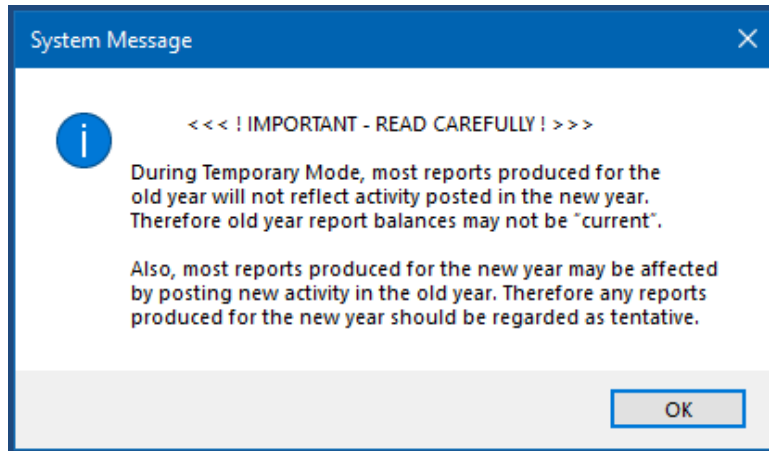 System Message
<<< ! IMPORTANT - READ CAREFULLY ! >>>
During Temporary Mode, most reports produced for the
old year will not reflect activity posted in the new year.
Therefore old year report balances may not be "current".
Also, most reports produced for the new year may be affected
by posting new activity in the old year. Therefore any reports
produced for the new year should be regarded as tentative.
OK